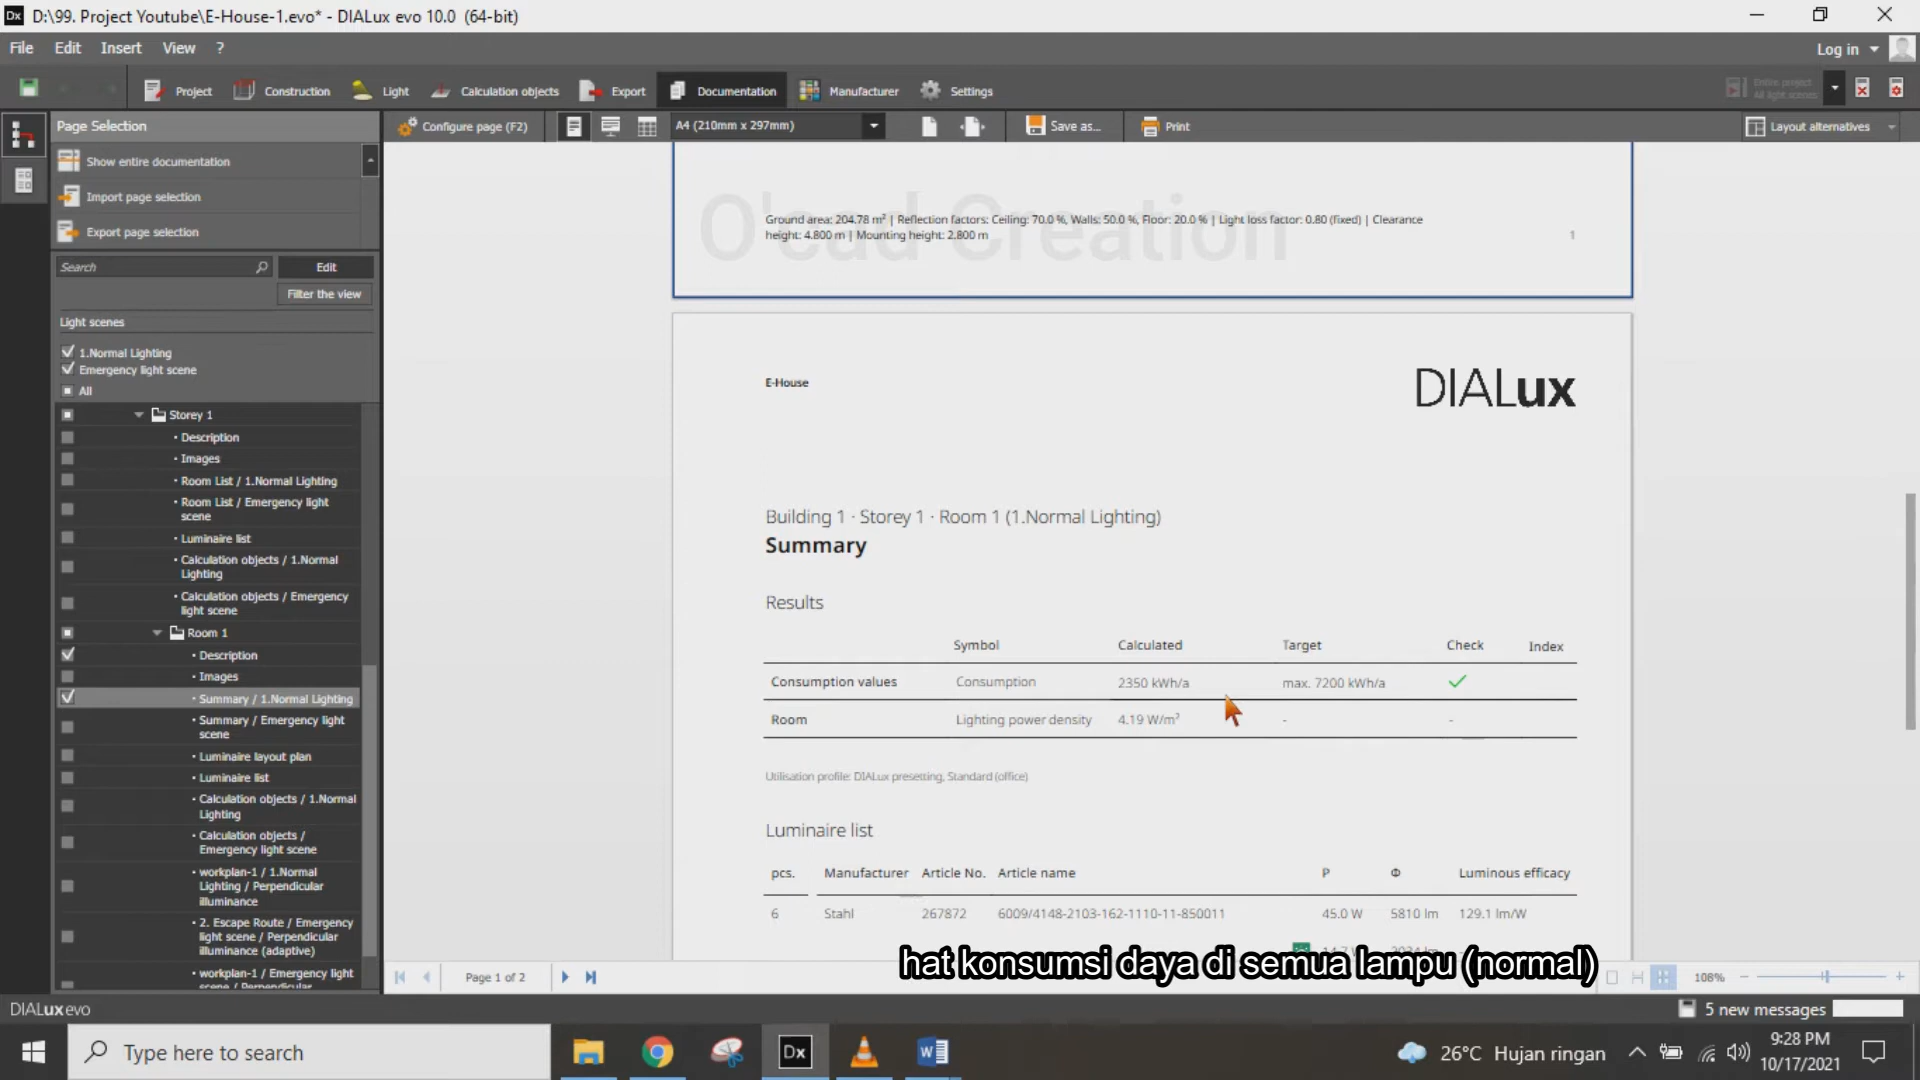 D:\99. Project Youtube\E-House-1.evo* - DIALux evo 10.0 (64-bit)
File Edit Insert View ?
Log in
Project Construction Light Calculation objects Export Documentation Manufacturer Settings
Entire project
All light scenes
Page Selection
Configure page (F2)
A4 (210mm x 297mm)
Save as...
Print
Layout alternatives
Show entire documentation
Import page selection
Export page selection
Search
Edit
Filter the view
Light scenes
1.Normal Lighting
Emergency light scene
All
Storey 1
• Description
• Images
• Room List / 1.Normal Lighting
• Room List / Emergency light
scene
• Luminaire list
• Calculation objects / 1.Normal
Lighting
• Calculation objects / Emergency
light scene
Room 1
• Description
• Images
• Summary / 1.Normal Lighting
• Summary / Emergency light
scene
• Luminaire layout plan
• Luminaire list
• Calculation objects / 1.Normal
Lighting
• Calculation objects /
Emergency light scene
• workplan-1 / 1.Normal
Lighting / Perpendicular
illuminance
• 2. Escape Route / Emergency
light scene / Perpendicular
illuminance (adaptive)
• workplan-1 / Emergency light
scene / Perpendicular
O'cad Creation
Ground area: 204.78 m² | Reflection factors: Ceiling: 70.0 %, Walls: 50.0 %, Floor: 20.0 % | Light loss factor: 0.80 (fixed) | Clearance
height: 4.800 m | Mounting height: 2.800 m
1
E-House
DIALux
Building 1 · Storey 1 · Room 1 (1.Normal Lighting)
Summary
Results
Symbol Calculated Target Check Index
Consumption values Consumption 2350 kWh/a max. 7200 kWh/a
Room Lighting power density 4.19 W/m² - -
Utilisation profile: DIALux presetting, Standard (office)
Luminaire list
pcs. Manufacturer Article No. Article name P Φ Luminous efficacy
6 Stahl 267872 6009/4148-2103-162-1110-11-850011 45.0 W 5810 lm 129.1 lm/W
hat konsumsi daya di semua lampu (normal)
Page 1 of 2
108%
DIALux evo
5 new messages
Type here to search
Dx
26°C Hujan ringan
9:28 PM
10/17/2021